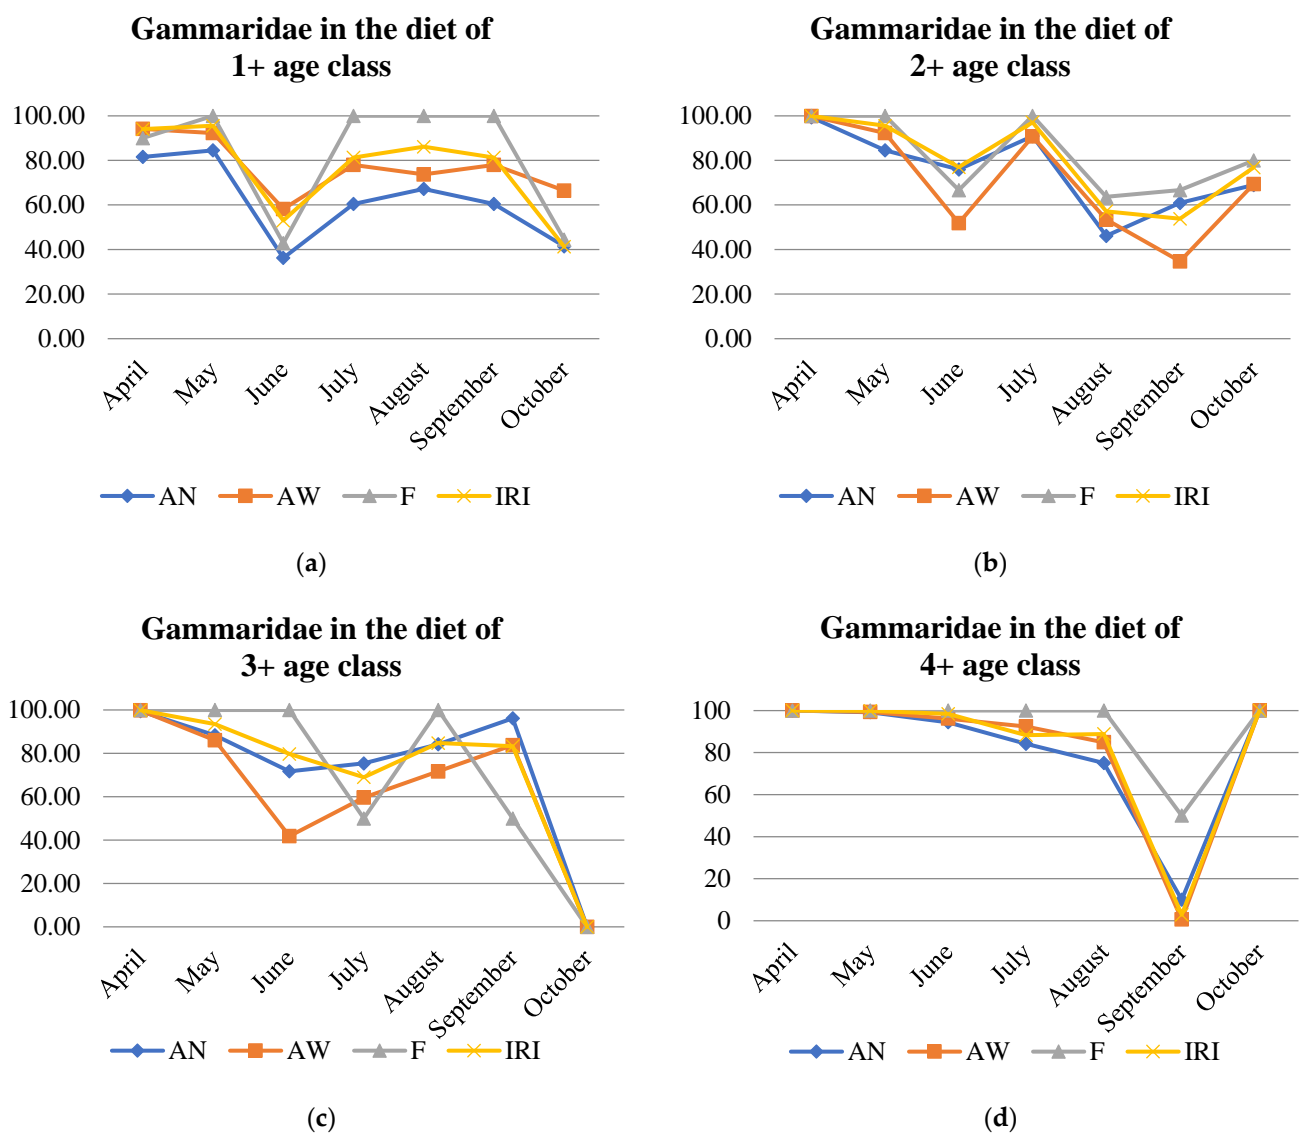 Gammaridae in the diet of
1+ age class
100.00
80.00
60.00
40.00
20.00
0.00
April
May
June
July
August
September
October
AN
AW
F
IRI
(a)
Gammaridae in the diet of
2+ age class
100.00
80.00
60.00
40.00
20.00
0.00
April
May
June
July
August
September
October
AN
AW
F
IRI
(b)
Gammaridae in the diet of
3+ age class
100.00
80.00
60.00
40.00
20.00
0.00
April
May
June
July
August
September
October
AN
AW
F
IRI
(c)
Gammaridae in the diet of
4+ age class
100
80
60
40
20
0
April
May
June
July
August
September
October
AN
AW
F
IRI
(d)